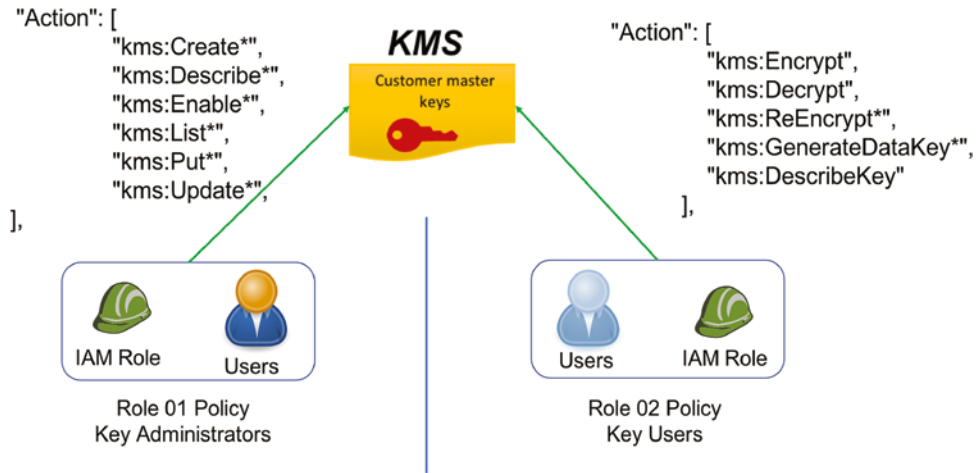 "Action": [
"kms:Create*",
"kms:Describe*",
"kms:Enable*",
"kms:List*",
"kms:Put*",
"kms:Update*",
],
KMS
Customer master
keys
"Action": [
"kms:Encrypt",
"kms:Decrypt",
"kms:ReEncrypt*",
"kms:GenerateDataKey*",
"kms:DescribeKey"
],
IAM Role
Users
Role 01 Policy
Key Administrators
Users
IAM Role
Role 02 Policy
Key Users